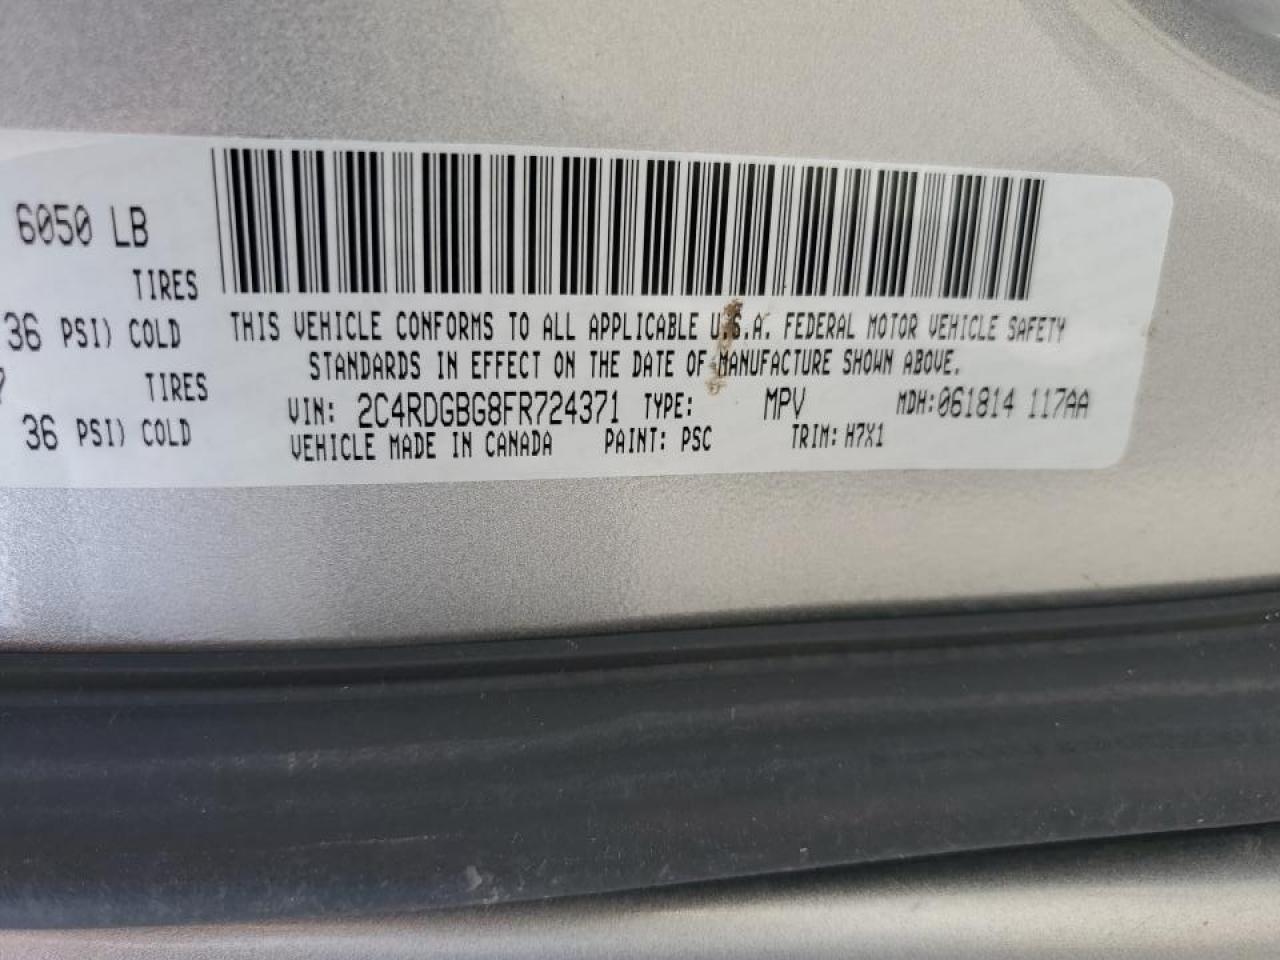 6050 LB
TIRES
36 PSI) COLD
TIRES
36 PSI) COLD
THIS VEHICLE CONFORMS TO ALL APPLICABLE U.S.A. FEDERAL MOTOR VEHICLE SAFETY
STANDARDS IN EFFECT ON THE DATE OF MANUFACTURE SHOWN ABOVE.
VIN: 2C4RDGBG8FR724371 TYPE: MPV MDH:061814 117AA
VEHICLE MADE IN CANADA PAINT: PSC TRIM: H7X1